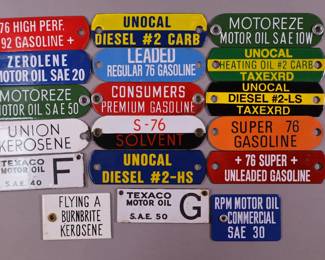 76 HIGH PERF.
92 GASOLINE +
UNOCAL
DIESEL #2 CARB
MOTOREZE
MOTOR OIL SAE 10W
ZEROLENE
MOTOR OIL SAE 20
LEADED
REGULAR 76 GASOLINE
UNOCAL
HEATING OIL #2 CARB
TAXEXRD
MOTOREZE
MOTOR OIL SAE 50
CONSUMERS
PREMIUM GASOLINE
UNOCAL
DIESEL #2-LS
TAXEXRD
UNION
KEROSENE
S-76
SOLVENT
SUPER 76
GASOLINE
TEXACO
MOTOR OIL
F
S.A.E. 40
UNOCAL
DIESEL #2-HS
+ 76 SUPER +
UNLEADED GASOLINE
FLYING A
BURNBRITE
KEROSENE
TEXACO
MOTOR OIL
G
S.A.E. 50
RPM MOTOR OIL
COMMERCIAL
SAE 30